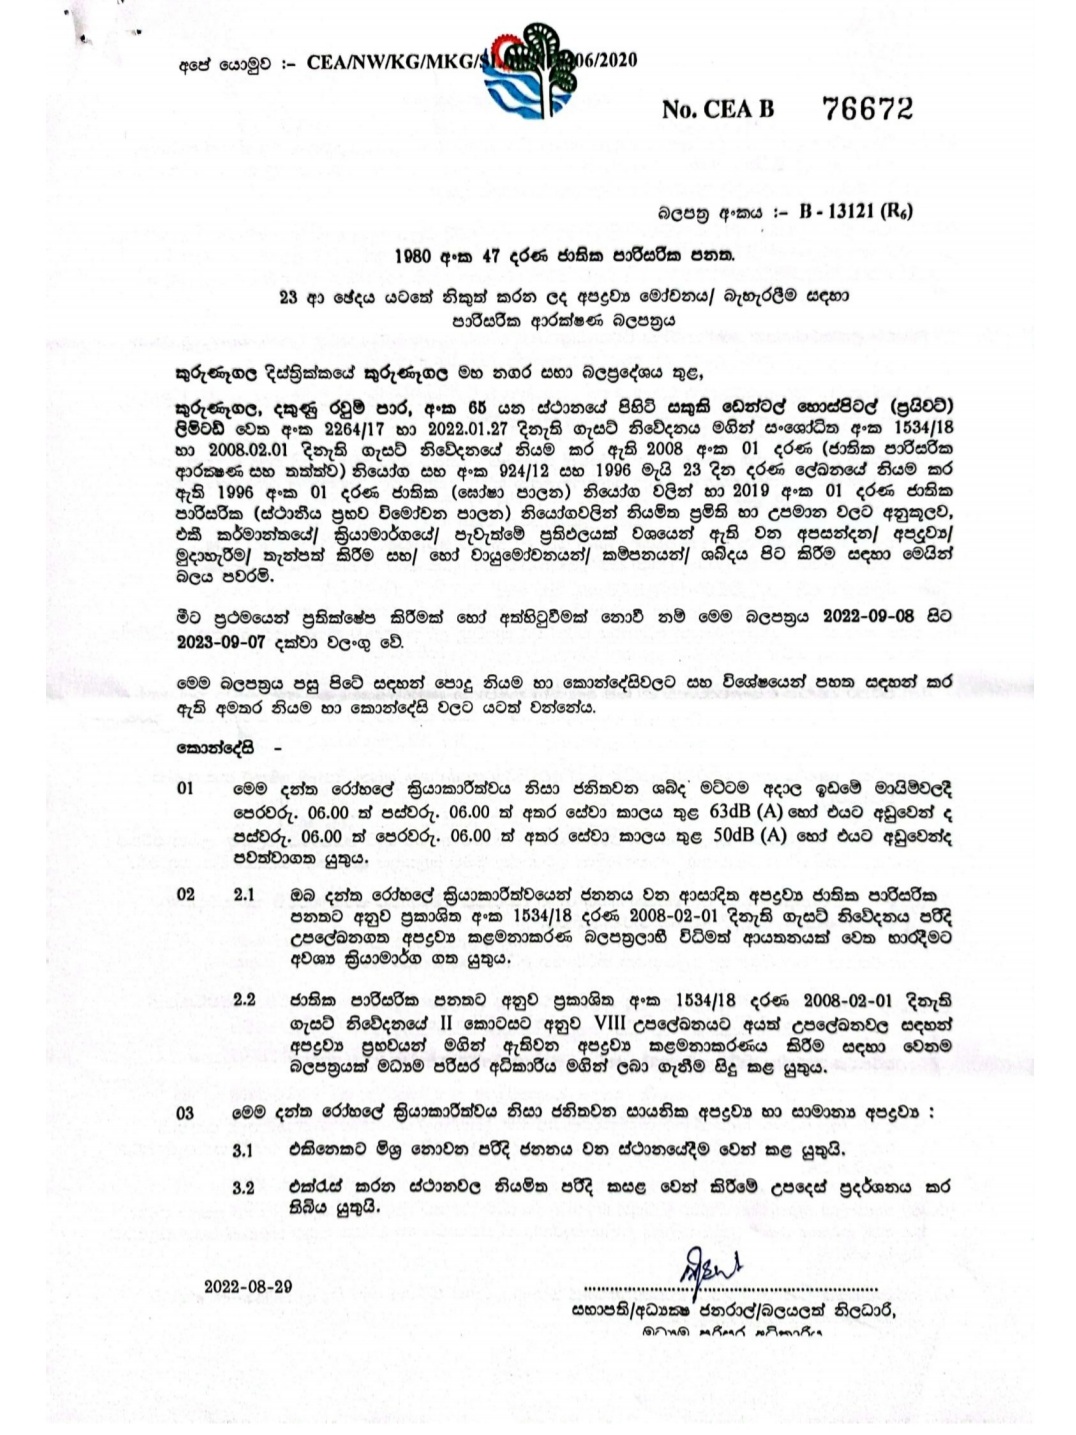 අපේ යොමුව :- CEA/NW/KG/MKG/ 06/2020
No. CEA B 76672
බලපත්‍ර අංකය :- B - 13121 (R6)
1980 අංක 47 දරණ ජාතික පාරිසරික පනත.
23 ආ ඡේදය යටතේ නිකුත් කරන ලද අපද්‍රව්‍ය මෝචනය/ බැහැරලීම සඳහා
පාරිසරික ආරක්ෂණ බලපත්‍රය
කුරුණෑගල දිස්ත්‍රික්කයේ කුරුණෑගල මහ නගර සභා බලප්‍රදේශය තුළ,
කුරුණෑගල, දකුණු රවුම් පාර, අංක 65 යන ස්ථානයේ පිහිටි සකුකි ඩෙන්ටල් හොස්පිටල් (ප්‍රයිවට්)
ලිමිටඩ් වෙත අංක 2264/17 හා 2022.01.27 දිනැති ගැසට් නිවේදනය මගින් සංශෝධිත අංක 1534/18
හා 2008.02.01 දිනැති ගැසට් නිවේදනයේ නියම කර ඇති 2008 අංක 01 දරණ (ජාතික පාරිසරික
ආරක්‍ෂණ සහ තත්ත්ව) නියෝග සහ අංක 924/12 සහ 1996 මැයි 23 දින දරණ ලේඛනයේ නියම කර
ඇති 1996 අංක 01 දරණ ජාතික (ඝෝෂා පාලන) නියෝග වලින් හා 2019 අංක 01 දරණ ජාතික
පාරිසරික (ස්ථානීය ප්‍රභව විමෝචන පාලන) නියෝගවලින් නියමිත ප්‍රමිති හා උපමාන වලට අනුකූලව,
එකී කර්මාන්තයේ/ ක්‍රියාමාර්ගයේ/ පැවැත්මේ ප්‍රතිඵලයක් වශයෙන් ඇති වන අපසන්දන/ අපද්‍රව්‍ය/
මුදාහැරීම/ තැන්පත් කිරීම සහ/ හෝ වායුමෝචනයන්/ කම්පනයන්/ ශබ්දය පිට කිරීම සඳහා මෙයින්
බලය පවරමි.
මීට ප්‍රථමයෙන් ප්‍රතික්ෂේප කිරීමක් හෝ අත්හිටුවීමක් නොවී නම් මෙම බලපත්‍රය 2022-09-08 සිට
2023-09-07 දක්වා වලංගු වේ.
මෙම බලපත්‍රය පසු පිටේ සඳහන් පොදු නියම හා කොන්දේසිවලට සහ විශේෂයෙන් පහත සඳහන් කර
ඇති අමතර නියම හා කොන්දේසි වලට යටත් වන්නේය.
කොන්දේසි -
01 මෙම දන්ත රෝහලේ ක්‍රියාකාරිත්වය නිසා ජනිතවන ශබ්ද මට්ටම අදාල ඉඩමේ මායිම්වලදී
පෙරවරු. 06.00 ත් පස්වරු. 06.00 ත් අතර සේවා කාලය තුළ 63dB (A) හෝ එයට අඩුවෙන් ද
පස්වරු. 06.00 ත් පෙරවරු. 06.00 ත් අතර සේවා කාලය තුළ 50dB (A) හෝ එයට අඩුවෙන්ද
පවත්වාගත යුතුය.
02 2.1 ඔබ දන්ත රෝහලේ ක්‍රියාකාරීත්වයෙන් ජනනය වන ආසාදිත අපද්‍රව්‍ය ජාතික පාරිසරික
පනතට අනුව ප්‍රකාශිත අංක 1534/18 දරණ 2008-02-01 දිනැති ගැසට් නිවේදනය පරිදි
උපලේඛනගත අපද්‍රව්‍ය කළමනාකරණ බලපත්‍රලාභී විධිමත් ආයතනයක් වෙත භාරදීමට
අවශ්‍ය ක්‍රියාමාර්ග ගත යුතුය.
2.2 ජාතික පාරිසරික පනතට අනුව ප්‍රකාශිත අංක 1534/18 දරණ 2008-02-01 දිනැති
ගැසට් නිවේදනයේ II කොටසට අනුව VIII උපලේඛනයට අයත් උපලේඛනවල සඳහන්
අපද්‍රව්‍ය ප්‍රභවයන් මගින් ඇතිවන අපද්‍රව්‍ය කළමනාකරණය කිරීම සඳහා වෙනම
බලපත්‍රයක් මධ්‍යම පරිසර අධිකාරිය මගින් ලබා ගැනීම සිදු කළ යුතුය.
03 මෙම දන්ත රෝහලේ ක්‍රියාකාරීත්වය නිසා ජනිතවන සායනික අපද්‍රව්‍ය හා සාමාන්‍ය අපද්‍රව්‍ය :
3.1 එකිනෙකට මිශ්‍ර නොවන පරිදි ජනනය වන ස්ථානයේදීම වෙන් කළ යුතුයි.
3.2 එක්රැස් කරන ස්ථානවල නියමිත පරිදි කසළ වෙන් කිරීමේ උපදෙස් ප්‍රදර්ශනය කර
තිබිය යුතුයි.
2022-08-29
සභාපති/අධ්‍යක්‍ෂ ජනරාල්/බලයලත් නිලධාරී,
මධ්‍යම පරිසර අධිකාරිය